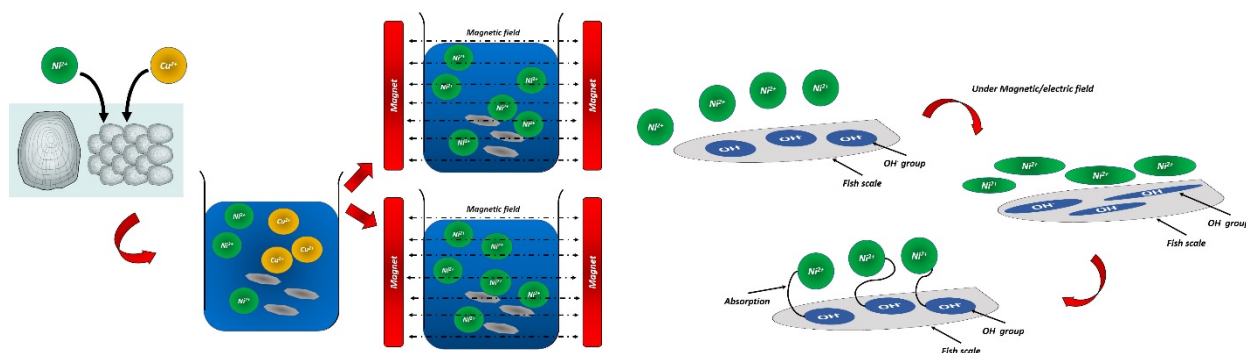 Ni²⁺
Cu²⁺
Ni²⁺
Cu²⁺
Ni²⁺
Cu²⁺
Cu²⁺
Ni²⁺
Magnet
Magnetic field
Ni²⁺
Ni²⁺
Ni²⁺
Ni²⁺
Ni²⁺
Ni²⁺
Magnet
Magnet
Magnetic field
Ni²⁺
Ni²⁺
Ni²⁺
Ni²⁺
Ni²⁺
Ni²⁺
Magnet
Ni²⁺
Ni²⁺
Ni²⁺
Ni²⁺
OH⁻
OH⁻
OH⁻
OH⁻ group
Fish scale
Under Magnetic/electric field
Ni²⁺
Ni²⁺
Ni²⁺
Ni²⁺
OH⁻
OH⁻
OH⁻
OH⁻ group
Fish scale
Ni²⁺
Ni²⁺
Ni²⁺
Absorption
OH⁻
OH⁻
OH⁻
OH⁻ group
Fish scale